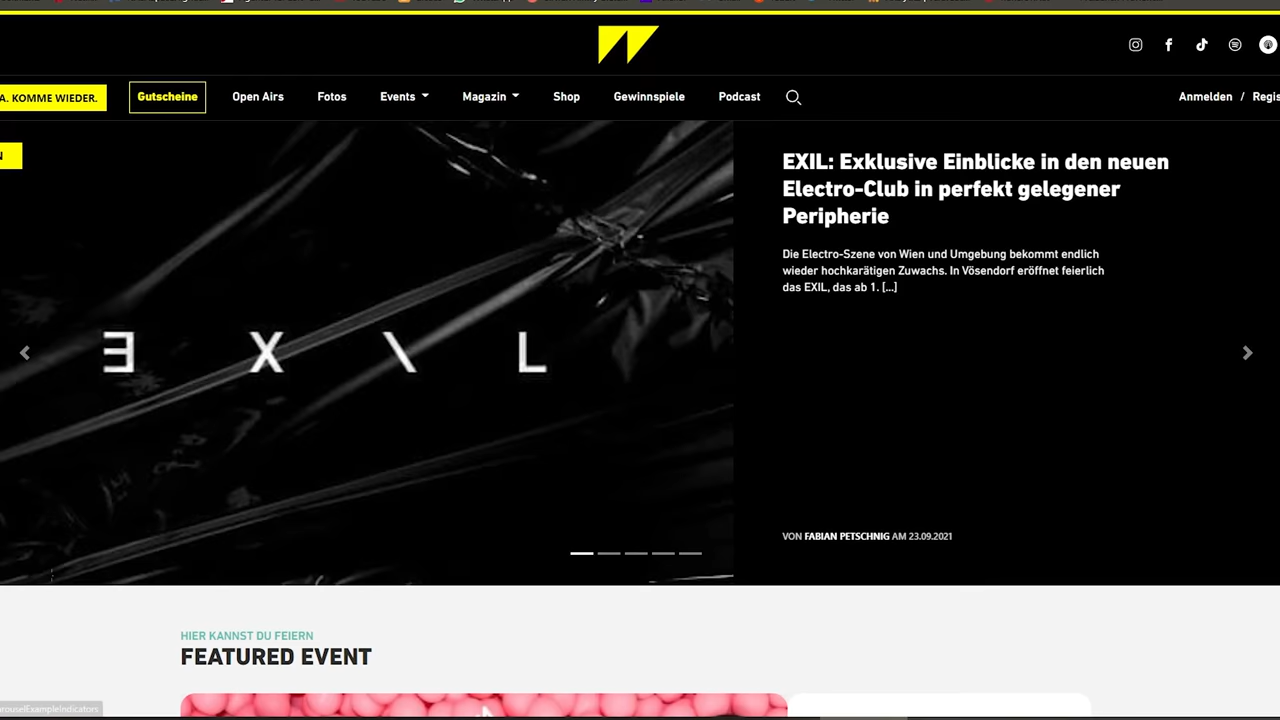 A. KOMME WIEDER.
Gutscheine
Open Airs
Fotos
Events
Magazin
Shop
Gewinnspiele
Podcast
Anmelden / Regis
N
EXIL: Exklusive Einblicke in den neuen
Electro-Club in perfekt gelegener
Peripherie
Die Electro-Szene von Wien und Umgebung bekommt endlich
wieder hochkarätigen Zuwachs. In Vösendorf eröffnet feierlich
das EXIL, das ab 1. [...]
E X \ L
VON FABIAN PETSCHNIG AM 23.09.2021
HIER KANNST DU FEIERN
FEATURED EVENT
arouselExampleIndicators